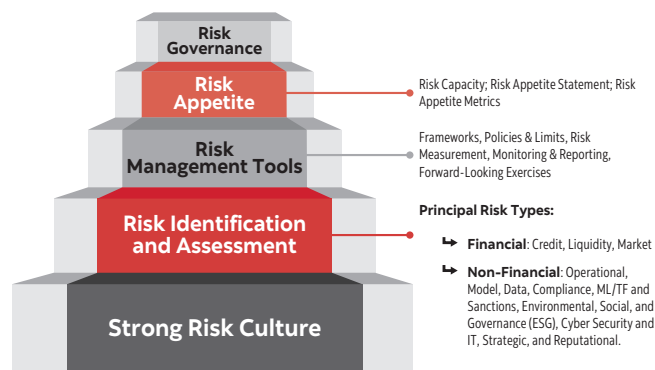 Risk
Governance
Risk
Appetite
Risk Capacity; Risk Appetite Statement; Risk
Appetite Metrics
Risk
Management Tools
Frameworks, Policies & Limits, Risk
Measurement, Monitoring & Reporting,
Forward-Looking Exercises
Risk Identification
and Assessment
Principal Risk Types:
Financial: Credit, Liquidity, Market
Non-Financial: Operational,
Model, Data, Compliance, ML/TF and
Sanctions, Environmental, Social, and
Governance (ESG), Cyber Security and
IT, Strategic, and Reputational.
Strong Risk Culture